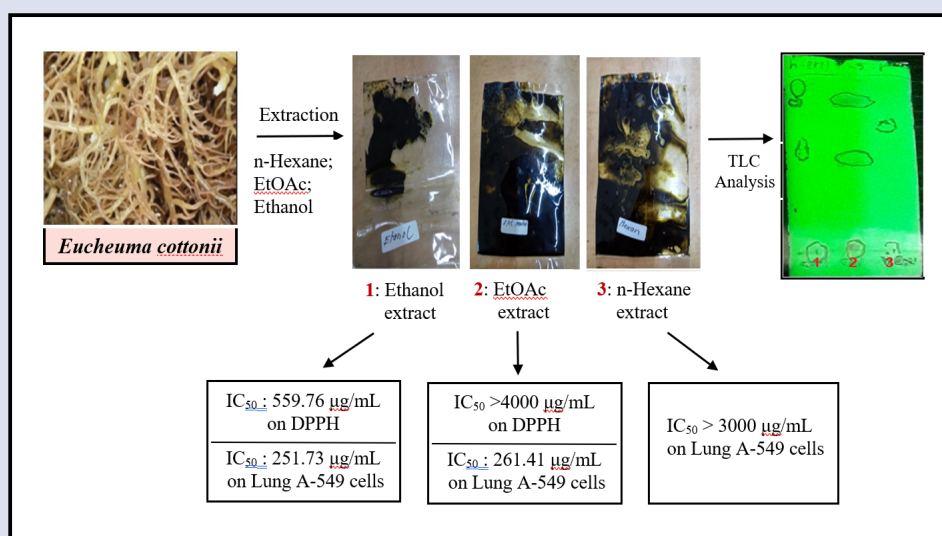 Extraction
n-Hexane;
EtOAc;
Ethanol
Eucheuma cottonii
Etanol
Hexan
TLC
Analysis
1
2
3
1: Ethanol
extract
2: EtOAc
extract
3: n-Hexane
extract
IC50 : 559.76 µg/mL
on DPPH
IC50 : 251.73 µg/mL
on Lung A-549 cells
IC50 >4000 µg/mL
on DPPH
IC50 : 261.41 µg/mL
on Lung A-549 cells
IC50 > 3000 µg/mL
on Lung A-549 cells